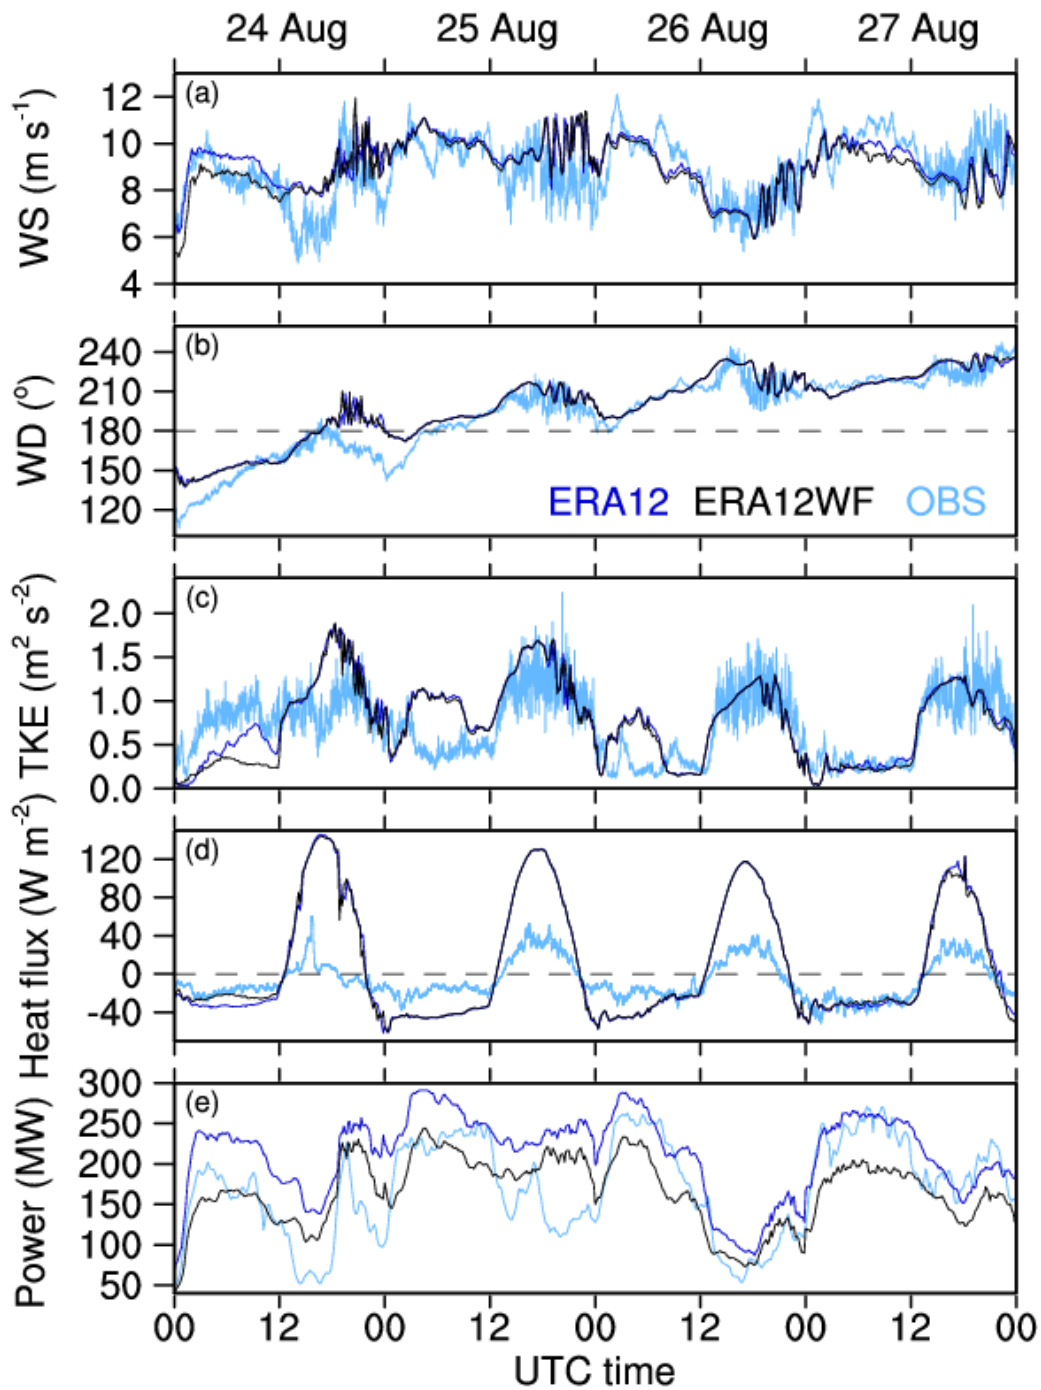 24 Aug 25 Aug 26 Aug 27 Aug
(a)
WS (m s⁻¹)
12
10
8
6
4
(b)
WD (°)
240
210
180
150
120
ERA12 ERA12WF OBS
(c)
TKE (m² s⁻²)
2.0
1.5
1.0
0.5
0.0
(d)
Heat flux (W m⁻²)
120
80
40
0
-40
(e)
Power (MW)
300
250
200
150
100
50
00 12 00 12 00 12 00 12 00
UTC time